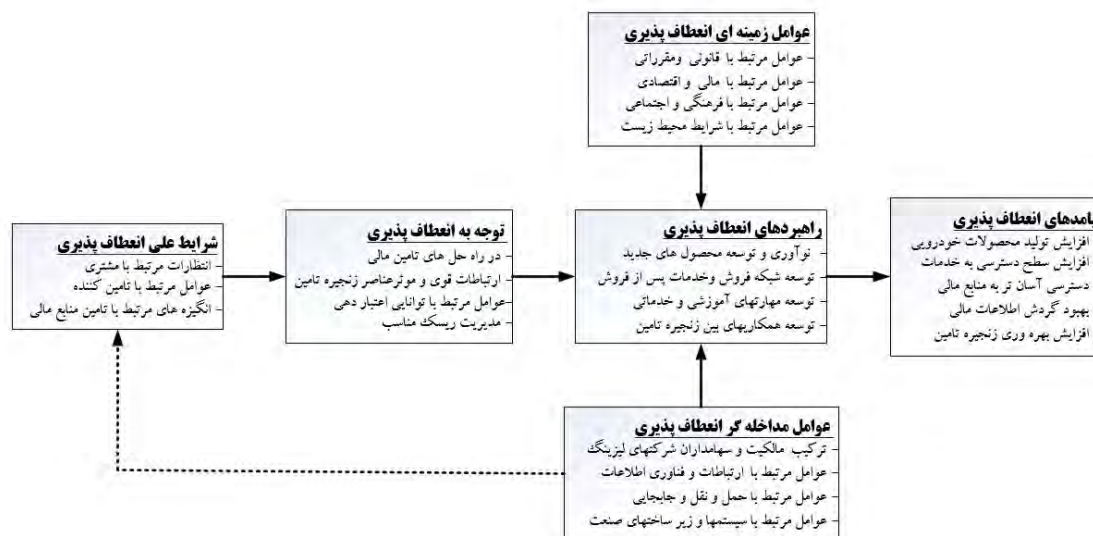 عوامل زمینه ای انعطاف پذیری
عوامل مرتبط با قانونی ومقرراتی –
عوامل مرتبط با مالی و اقتصادی –
عوامل مرتبط با فرهنگی و اجتماعی –
عوامل مرتبط با شرایط محیط زیست –
شرایط علی انعطاف پذیری
انتظارات مرتبط با مشتری –
عوامل مرتبط با تامین کننده –
انگیزه های مرتبط با تامین منابع مالی –
توجه به انعطاف پذیری
در راه حل های تامین مالی –
ارتباطات قوی و موثرعناصر زنجیره تامین –
عوامل مرتبط با توانایی اعتبار دهی –
مدیریت ریسک مناسب –
راهبردهای انعطاف پذیری
نوآوری و توسعه محصول های جدید –
توسعه شبکه فروش وخدمات پس از فروش –
توسعه مهارتهای آموزشی و خدماتی –
توسعه همکاریهای بین زنجیره تامین –
امدهای انعطاف پذیری
افزایش تولید محصولات خودرویی
افزایش سطح دسترسی به خدمات
دسترسی آسان تر به منابع مالی
بهبود گردش اطلاعات مالی
افزایش بهره وری زنجیره تامین
عوامل مداخله گر انعطاف پذیری
ترکیب مالکیت و سهامداران شرکتهای لیزینگ –
عوامل مرتبط با ارتباطات و فناوری اطلاعات –
عوامل مرتبط با حمل و نقل و جابجایی –
عوامل مرتبط با سیستمها و زیر ساختهای صنعت –